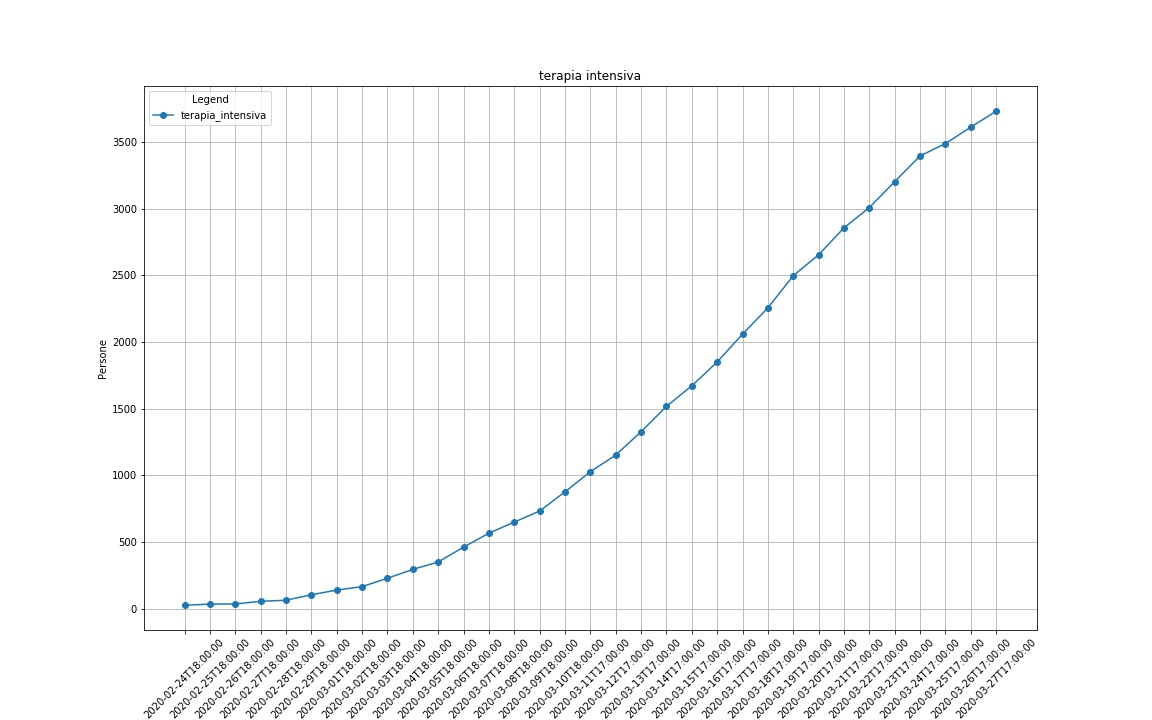 terapia intensiva
Legend
terapia_intensiva
Persone
3500
3000
2500
2000
1500
1000
500
0
2020-02-24T18:00:00
2020-02-25T18:00:00
2020-02-26T18:00:00
2020-02-27T18:00:00
2020-02-28T18:00:00
2020-02-29T18:00:00
2020-03-01T18:00:00
2020-03-02T18:00:00
2020-03-03T18:00:00
2020-03-04T18:00:00
2020-03-05T18:00:00
2020-03-06T18:00:00
2020-03-07T18:00:00
2020-03-08T18:00:00
2020-03-09T18:00:00
2020-03-10T18:00:00
2020-03-11T17:00:00
2020-03-12T17:00:00
2020-03-13T17:00:00
2020-03-14T17:00:00
2020-03-15T17:00:00
2020-03-16T17:00:00
2020-03-17T17:00:00
2020-03-18T17:00:00
2020-03-19T17:00:00
2020-03-20T17:00:00
2020-03-21T17:00:00
2020-03-22T17:00:00
2020-03-23T17:00:00
2020-03-24T17:00:00
2020-03-25T17:00:00
2020-03-26T17:00:00
2020-03-27T17:00:00